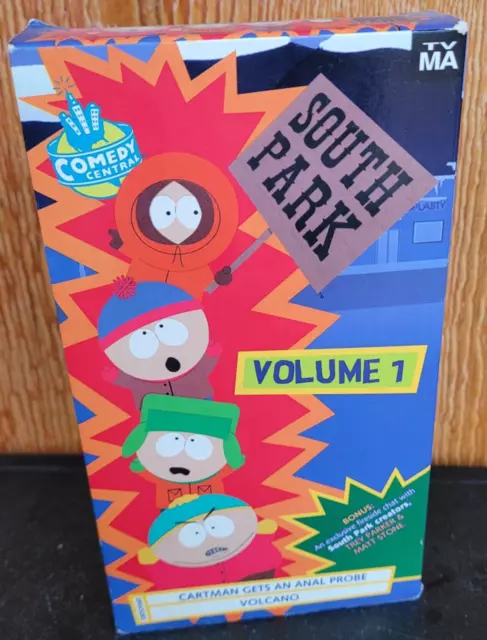 TV
MA
COMEDY
CENTRAL
SOUTH
PARK
VOLUME 1
BONUS:
An exclusive fireside chat with
South Park creators,
TREY PARKER &
MATT STONE.
CARTMAN GETS AN ANAL PROBE
VOLCANO